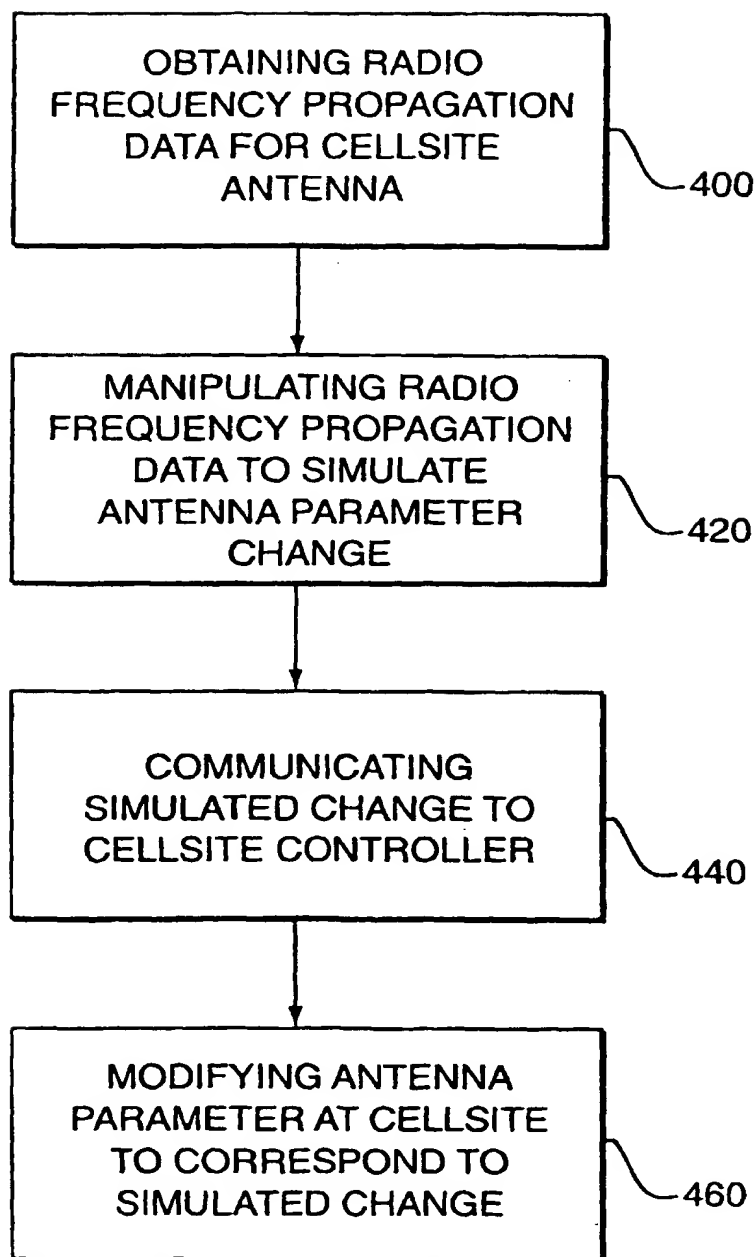 OBTAINING RADIO
FREQUENCY PROPAGATION
DATA FOR CELLSITE
ANTENNA
400
MANIPULATING RADIO
FREQUENCY PROPAGATION
DATA TO SIMULATE
ANTENNA PARAMETER
CHANGE
420
COMMUNICATING
SIMULATED CHANGE TO
CELLSITE CONTROLLER
440
MODIFYING ANTENNA
PARAMETER AT CELLSITE
TO CORRESPOND TO
SIMULATED CHANGE
460